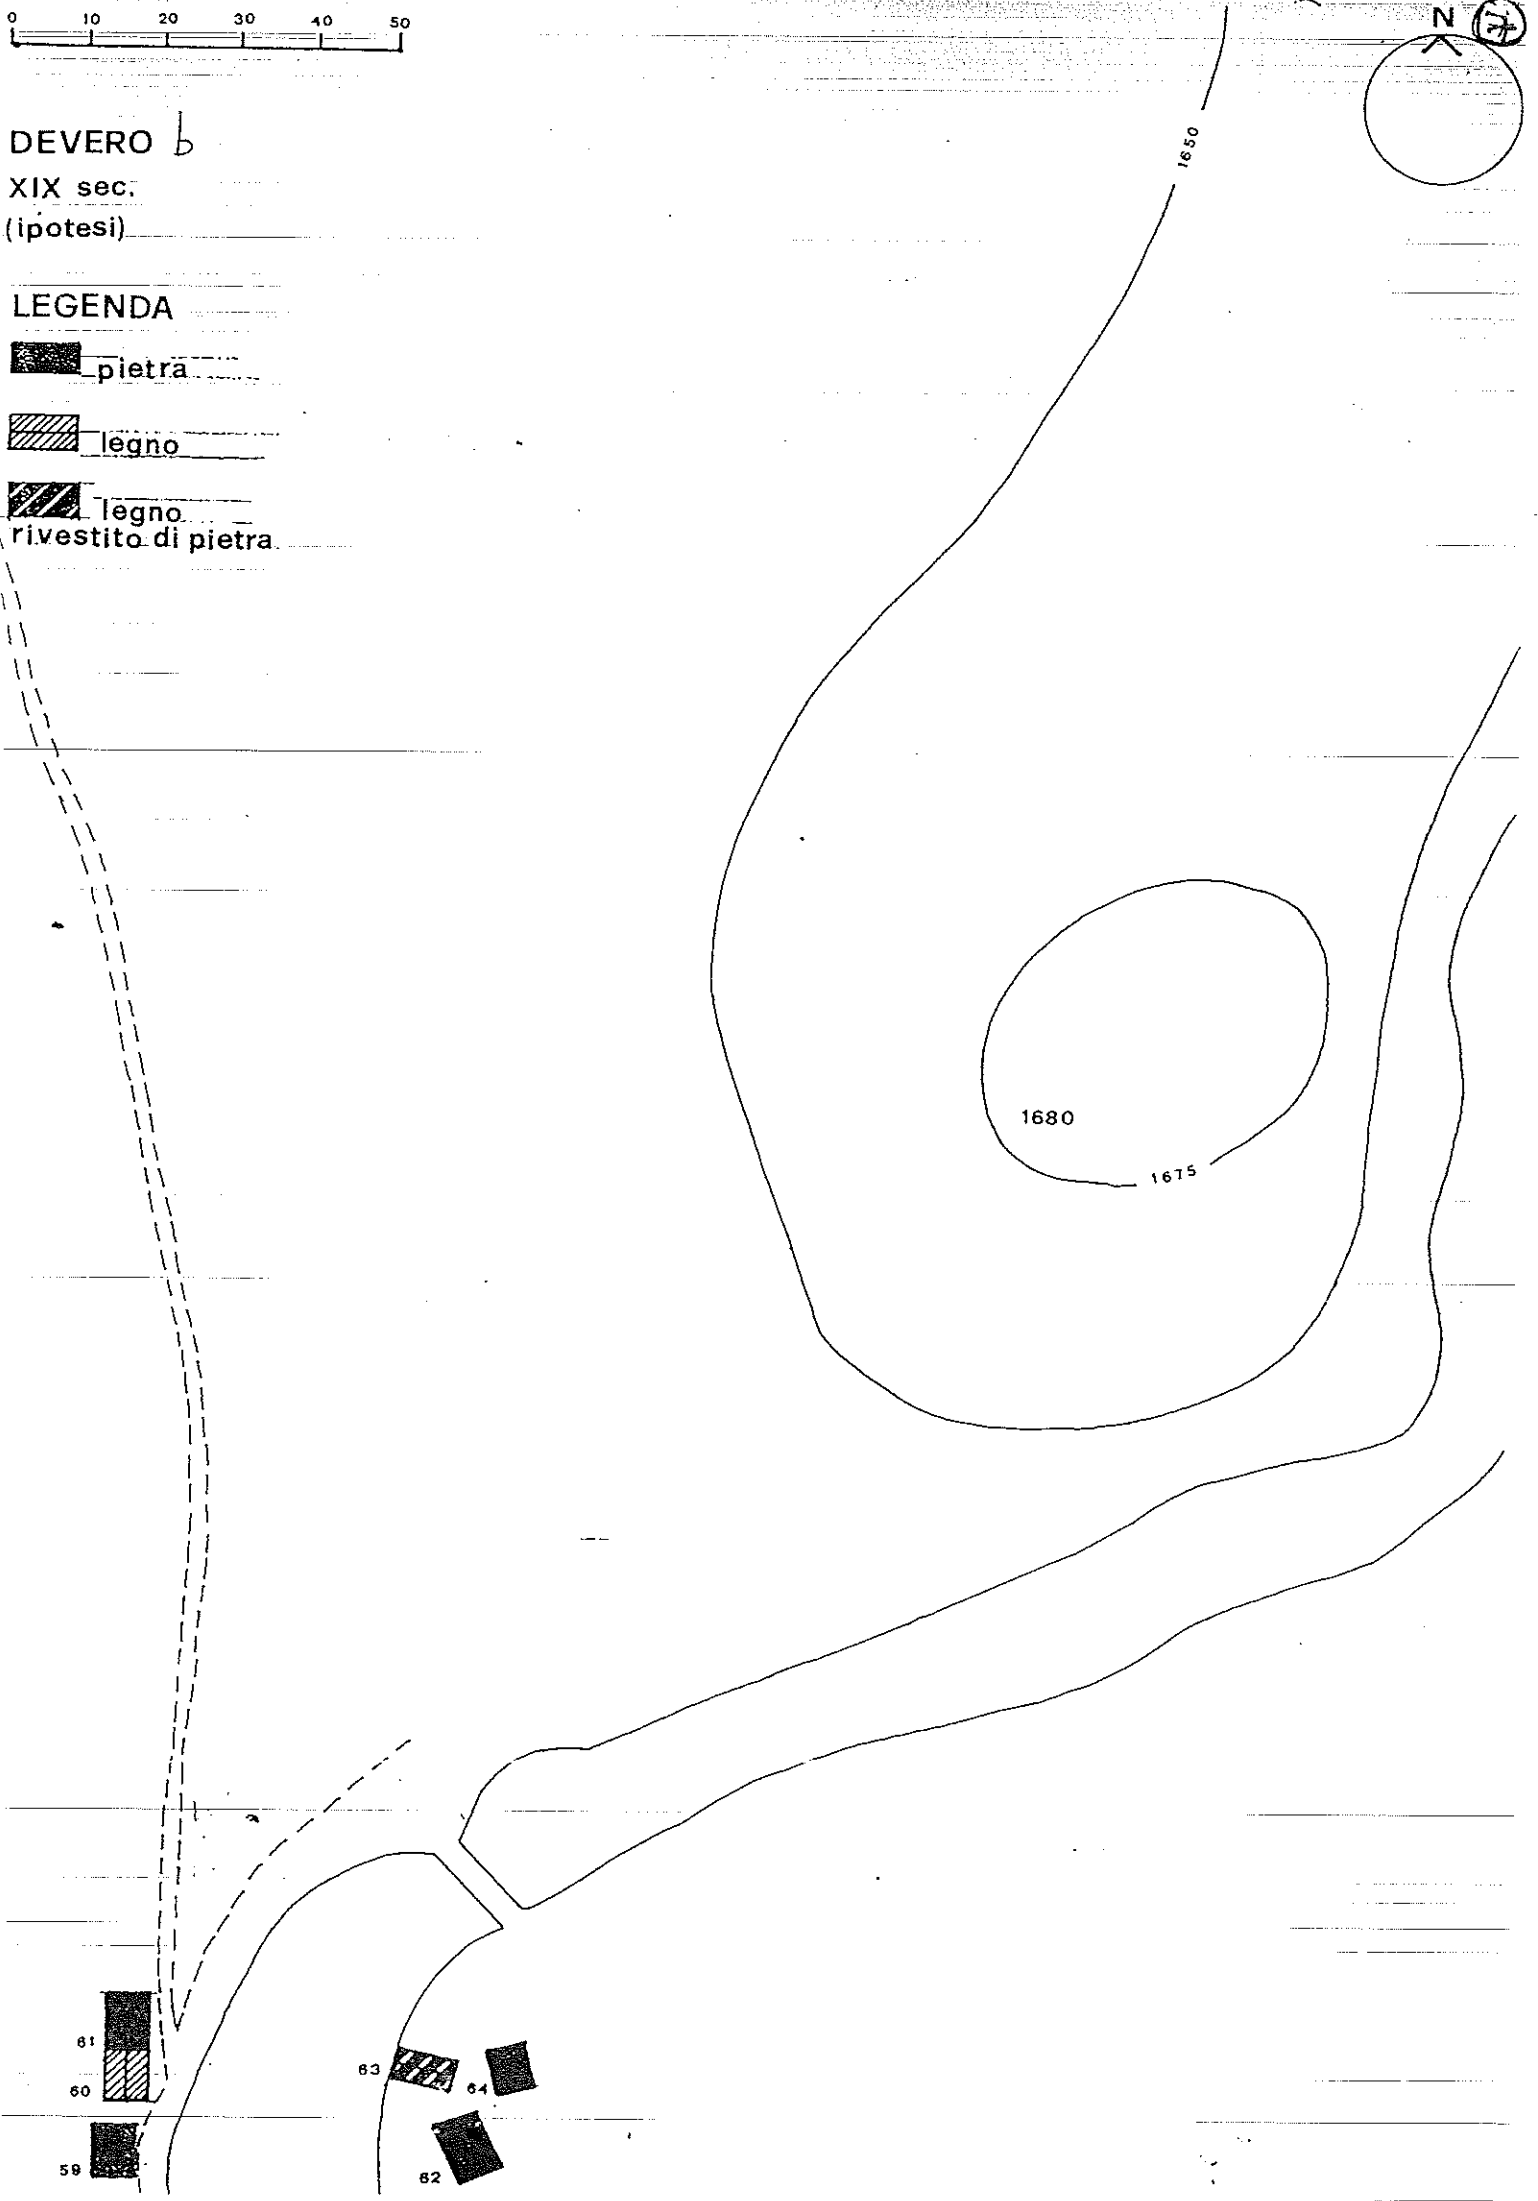 0 10 20 30 40 50
N
DEVERO b
XIX sec.
(ipotesi)
LEGENDA
pietra
legno
legno
rivestito di pietra
1650
1680
1675
61
60
59
63
64
62